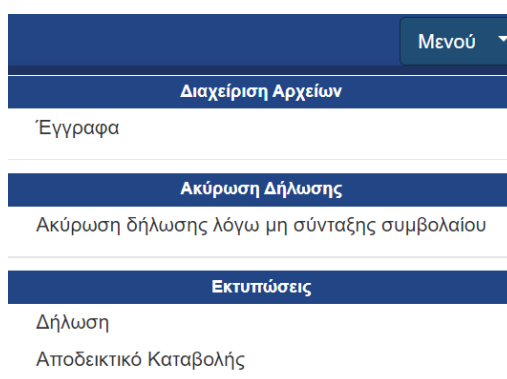 Μενού
Διαχείριση Αρχείων
Έγγραφα
Ακύρωση Δήλωσης
Ακύρωση δήλωσης λόγω μη σύνταξης συμβολαίου
Εκτυπώσεις
Δήλωση
Αποδεικτικό Καταβολής